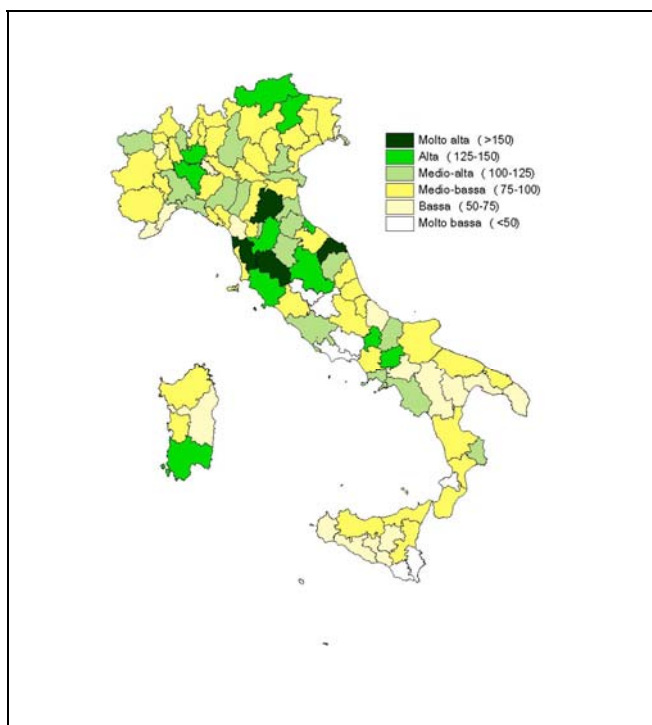 Molto alta (>150)
Alta (125-150)
Medio-alta (100-125)
Medio-bassa (75-100)
Bassa (50-75)
Molto bassa (<50)